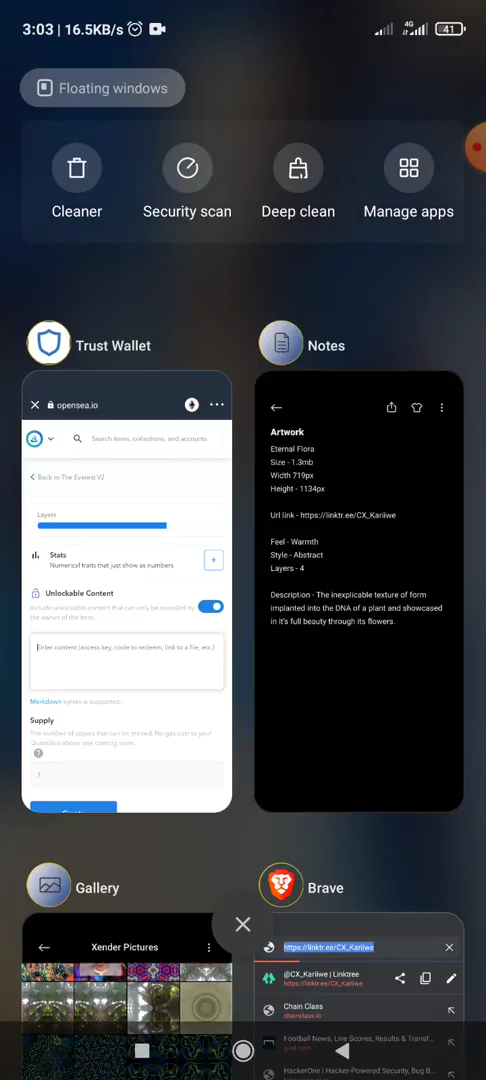 3:03 | 16.5KB/s
4G
41
Floating windows
Cleaner
Security scan
Deep clean
Manage apps
Trust Wallet
opensea.io
Search items, collections, and accounts
Back to The Everest V2
Layers
Stats
Numerical traits that just show as numbers
Unlockable Content
Include unlockable content that can only be revealed by
the owner of the item.
Enter content (access key, code to redeem, link to a file, etc.)
Markdown syntax is supported.
Supply
The number of copies that can be minted. No gas cost to you!
Quantities above one coming soon.
1
Create
Notes
Artwork
Eternal Flora
Size - 1.3mb
Width 719px
Height - 1134px
Url link - https://linktr.ee/CX_Kariiwe
Feel - Warmth
Style - Abstract
Layers - 4
Description - The inexplicable texture of form
implanted into the DNA of a plant and showcased
in it's full beauty through its flowers.
Gallery
Xender Pictures
Brave
https://linktr.ee/CX_Kariiwe
@CX_Kariiwe | Linktree
https://linktr.ee/CX_Kariiwe
Chain Class
chainclass.io
Football News, Live Scores, Results & Transf...
goal.com
HackerOne | Hacker-Powered Security, Bug B...